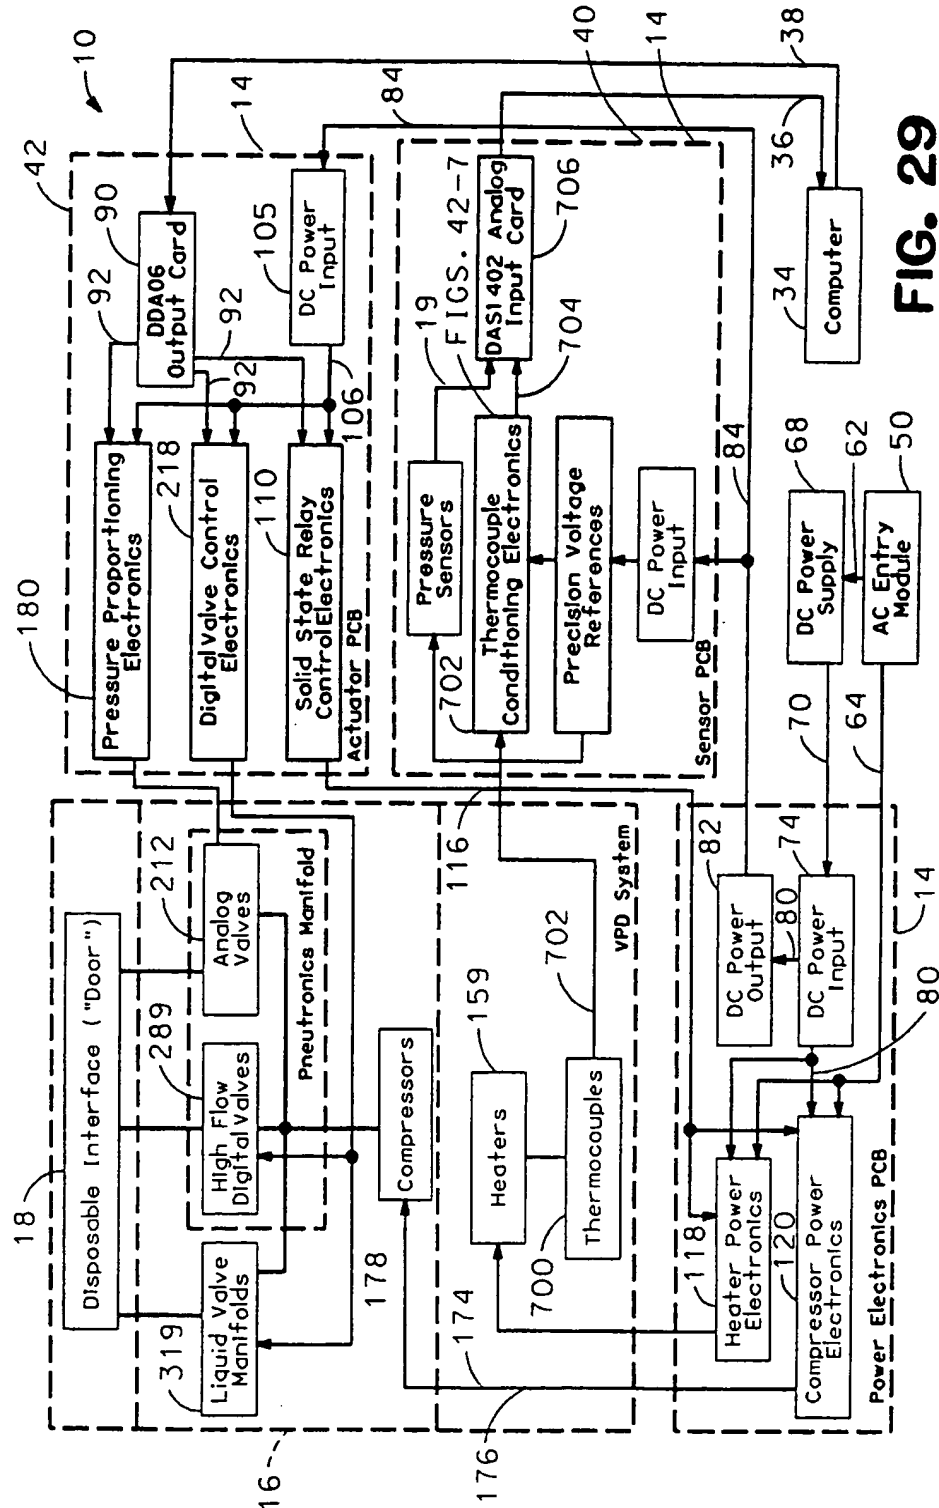 18
Disposable Interface ("Door")
319
Liquid Valve
Manifolds
289
High Flow
Digital Valves
212
Analog
Valves
Pneutronics Manifold
16
178
Compressors
174
176
159
Heaters
700
Thermocouples
702
VPD System
116
180
Pressure Proportioning
Electronics
218
Digital Valve Control
Electronics
110
Solid State Relay
Control Electronics
Actuator PCB
42
92
90
DDA06
Output Card
92
92
105
DC Power
Input
106
14
10
84
702
Pressure
Sensors
19
FIGS. 42-7
Thermocouple
Conditioning Electronics
DAS1402 Analog
Input Card
706
704
Precision Voltage
References
DC Power
Input
Sensor PCB
40
14
84
118
Heater Power
Electronics
120
Compressor Power
Electronics
Power Electronics PCB
82
DC Power
Output
80
74
DC Power
Input
80
14
70
64
68
DC Power
Supply
62
AC Entry
Module
50
34
Computer
36
38
FIG. 29